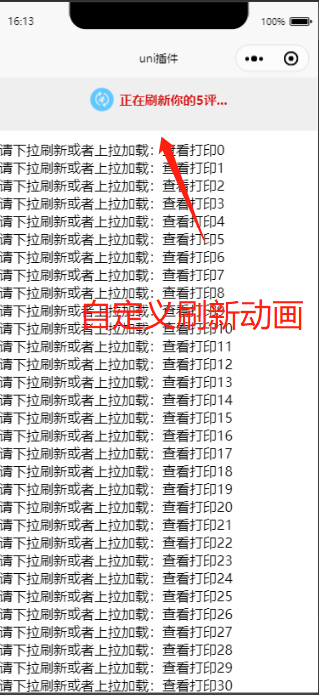 16:13
100%
uni插件
正在刷新你的5评...
请下拉刷新或者上拉加载：查看打印0
请下拉刷新或者上拉加载：查看打印1
请下拉刷新或者上拉加载：查看打印2
请下拉刷新或者上拉加载：查看打印3
请下拉刷新或者上拉加载：查看打印4
请下拉刷新或者上拉加载：查看打印5
请下拉刷新或者上拉加载：查看打印6
请下拉刷新或者上拉加载：查看打印7
请下拉刷新或者上拉加载：查看打印8
自定义刷新动画
请下拉刷新或者上拉加载：查看打印10
请下拉刷新或者上拉加载：查看打印11
请下拉刷新或者上拉加载：查看打印12
请下拉刷新或者上拉加载：查看打印13
请下拉刷新或者上拉加载：查看打印14
请下拉刷新或者上拉加载：查看打印15
请下拉刷新或者上拉加载：查看打印16
请下拉刷新或者上拉加载：查看打印17
请下拉刷新或者上拉加载：查看打印18
请下拉刷新或者上拉加载：查看打印19
请下拉刷新或者上拉加载：查看打印20
请下拉刷新或者上拉加载：查看打印21
请下拉刷新或者上拉加载：查看打印22
请下拉刷新或者上拉加载：查看打印23
请下拉刷新或者上拉加载：查看打印24
请下拉刷新或者上拉加载：查看打印25
请下拉刷新或者上拉加载：查看打印26
请下拉刷新或者上拉加载：查看打印27
请下拉刷新或者上拉加载：查看打印28
请下拉刷新或者上拉加载：查看打印29
请下拉刷新或者上拉加载：查看打印30